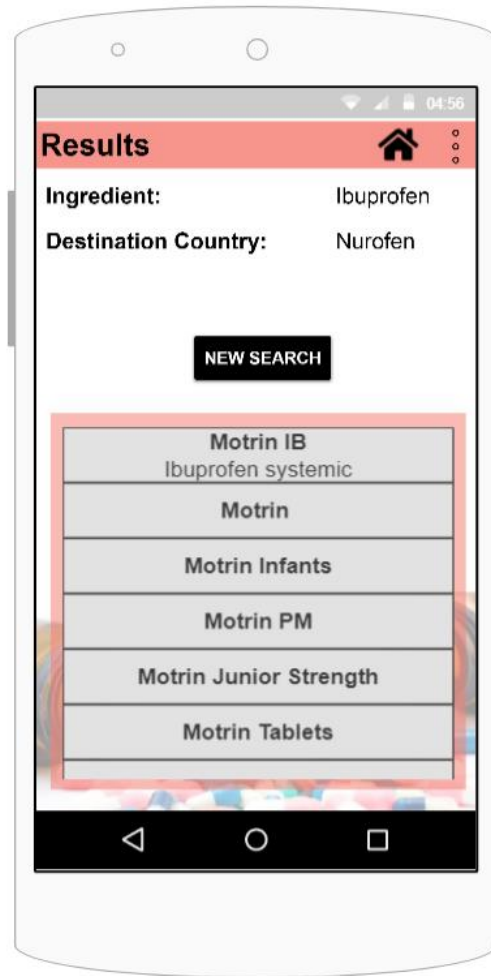 04:56
Results
Ingredient: Ibuprofen
Destination Country: Nurofen
NEW SEARCH
Motrin IB
Ibuprofen systemic
Motrin
Motrin Infants
Motrin PM
Motrin Junior Strength
Motrin Tablets